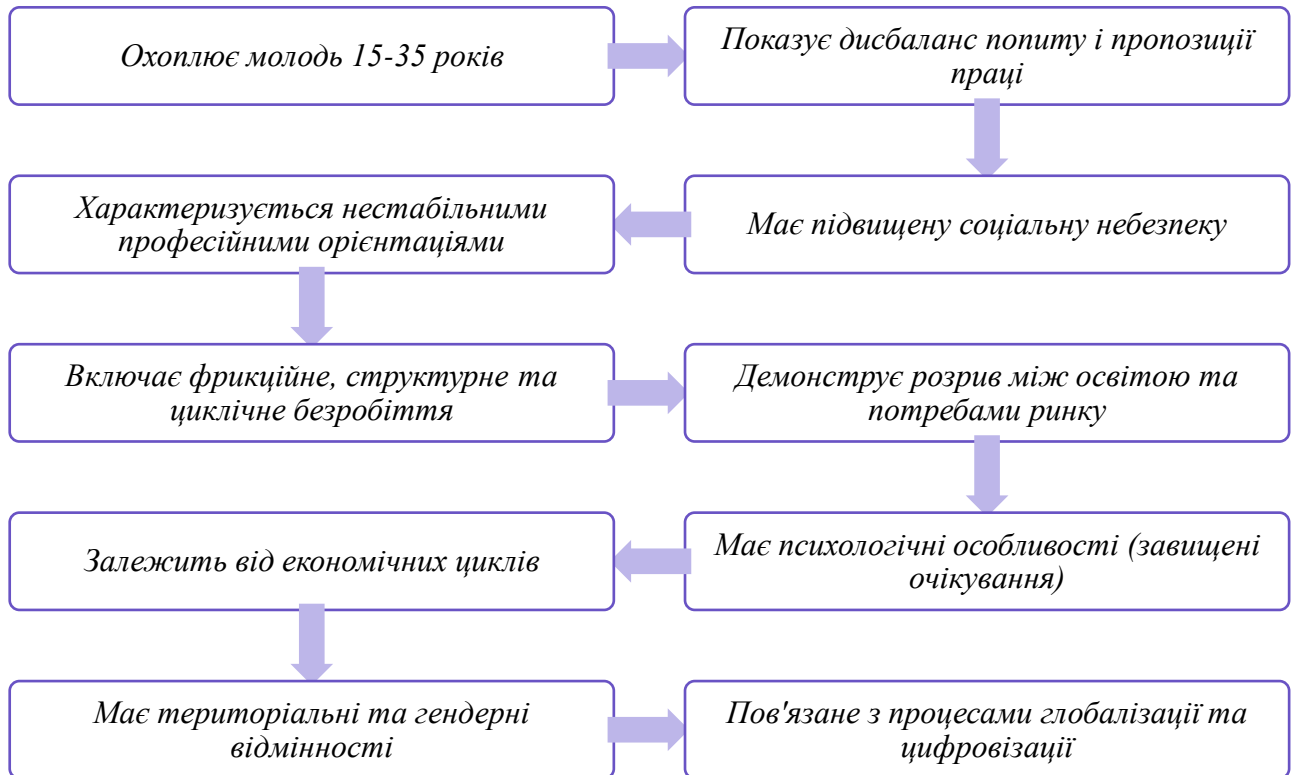 Охоплює молодь 15-35 років
Показує дисбаланс попиту і пропозиції
праці
Має підвищену соціальну небезпеку
Характеризується нестабільними
професійними орієнтаціями
Включає фрикційне, структурне та
циклічне безробіття
Демонструє розрив між освітою та
потребами ринку
Має психологічні особливості (завищені
очікування)
Залежить від економічних циклів
Має територіальні та гендерні
відмінності
Пов'язане з процесами глобалізації та
цифровізації